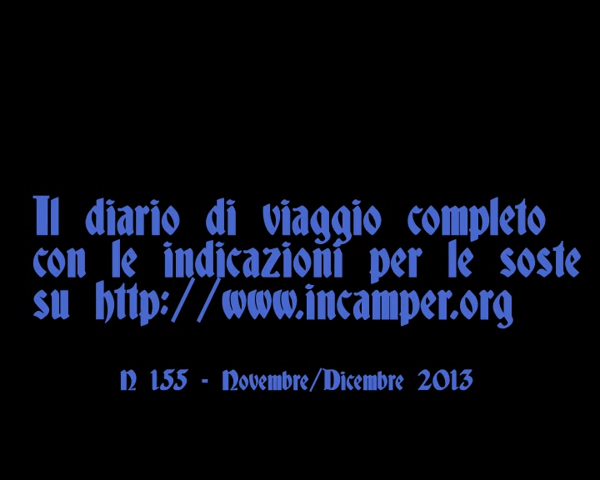 Il diario di viaggio completo
con le indicazioni per le soste
su http://www.incamper.org
N 155 - Novembre/Dicembre 2013